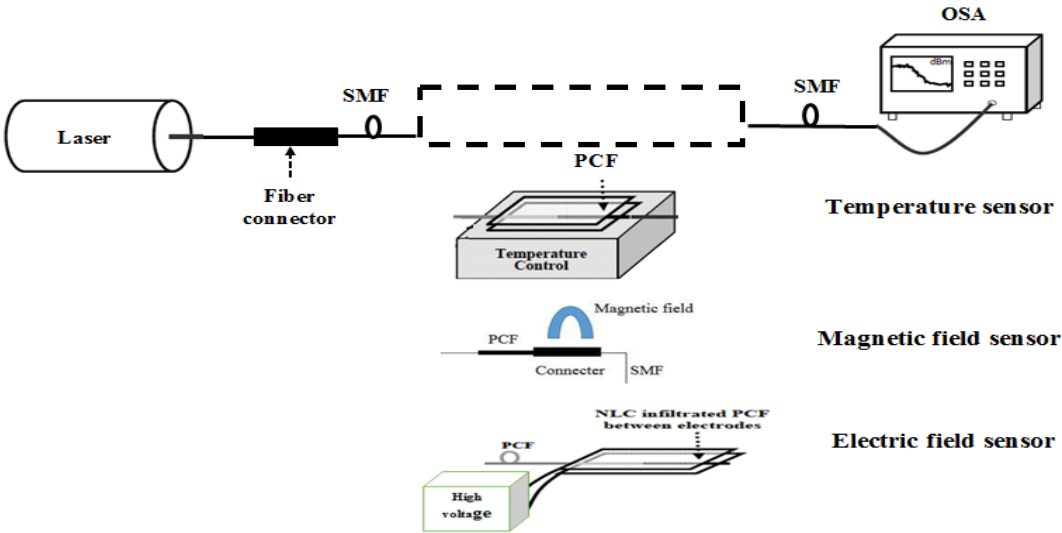 OSA
dBm
SMF
SMF
Laser
PCF
Fiber
connector
Temperature sensor
Temperature
Control
Magnetic field
Magnetic field sensor
PCF
Connecter
SMF
NLC infiltrated PCF
between electrodes
Electric field sensor
PCF
High
voltage